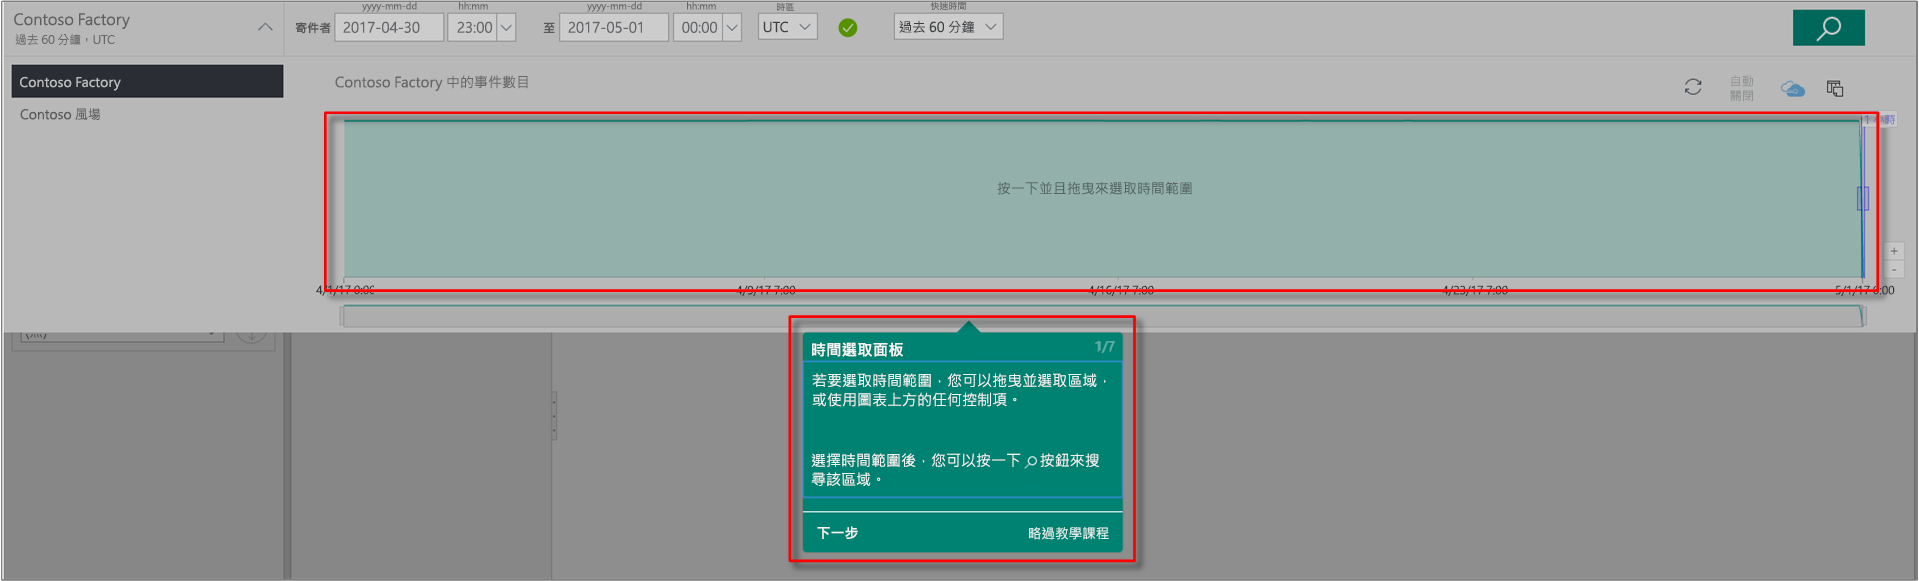 Contoso Factory
過去 60 分鐘，UTC
寄件者
yyyy-mm-dd
2017-04-30
hh:mm
23:00
至
yyyy-mm-dd
2017-05-01
hh:mm
00:00
時區
UTC
快速時間
過去 60 分鐘
Contoso Factory
Contoso 風場
Contoso Factory 中的事件數目
自動
關閉
1 小時
按一下並且拖曳來選取時間範圍
+
-
4/1/17 0:00
4/9/17 7:00
4/16/17 7:00
4/23/17 7:00
5/1/17 0:00
時間選取面板
1/7
若要選取時間範圍，您可以拖曳並選取區域，
或使用圖表上方的任何控制項。
選擇時間範圍後，您可以按一下 按鈕來搜
尋該區域。
下一步
略過教學課程